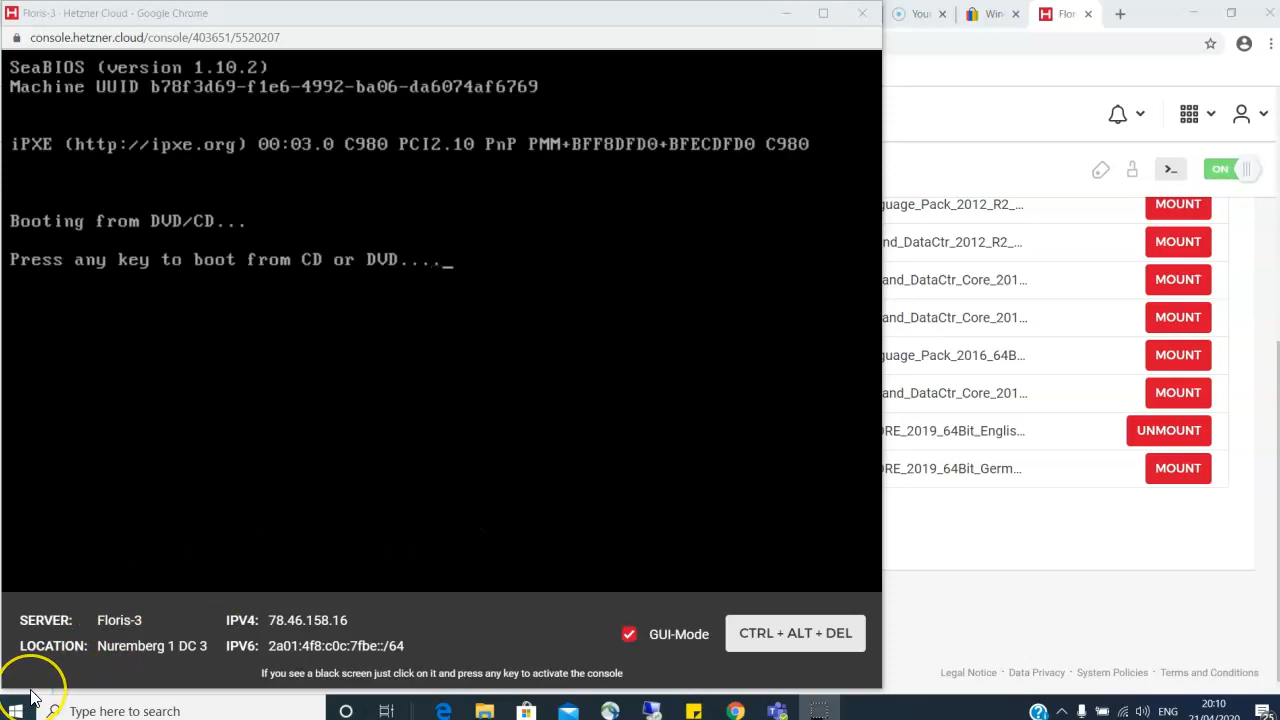 Floris-3 - Hetzner Cloud - Google Chrome
console.hetzner.cloud/console/403651/5520207
SeaBIOS (version 1.10.2)
Machine UUID b78f3d69-f1e6-4992-ba06-da6074af6769
iPXE (http://ipxe.org) 00:03.0 C980 PCI2.10 PnP PMM+BFF8DFD0+BFECDFD0 C980
Booting from DVD/CD...
Press any key to boot from CD or DVD...._
SERVER: Floris-3 IPV4: 78.46.158.16
LOCATION: Nuremberg 1 DC 3 IPV6: 2a01:4f8:c0c:7fbe::/64
GUI-Mode
CTRL + ALT + DEL
If you see a black screen just click on it and press any key to activate the console
You
Win
Flor
>_
ON
guage_Pack_2012_R2_... MOUNT
and_DataCtr_2012_R2_... MOUNT
and_DataCtr_Core_201... MOUNT
and_DataCtr_Core_201... MOUNT
guage_Pack_2016_64B... MOUNT
and_DataCtr_Core_201... MOUNT
RE_2019_64Bit_Englis... UNMOUNT
RE_2019_64Bit_Germ... MOUNT
Legal Notice · Data Privacy · System Policies · Terms and Conditions
Type here to search
ENG
20:10
21/04/2020